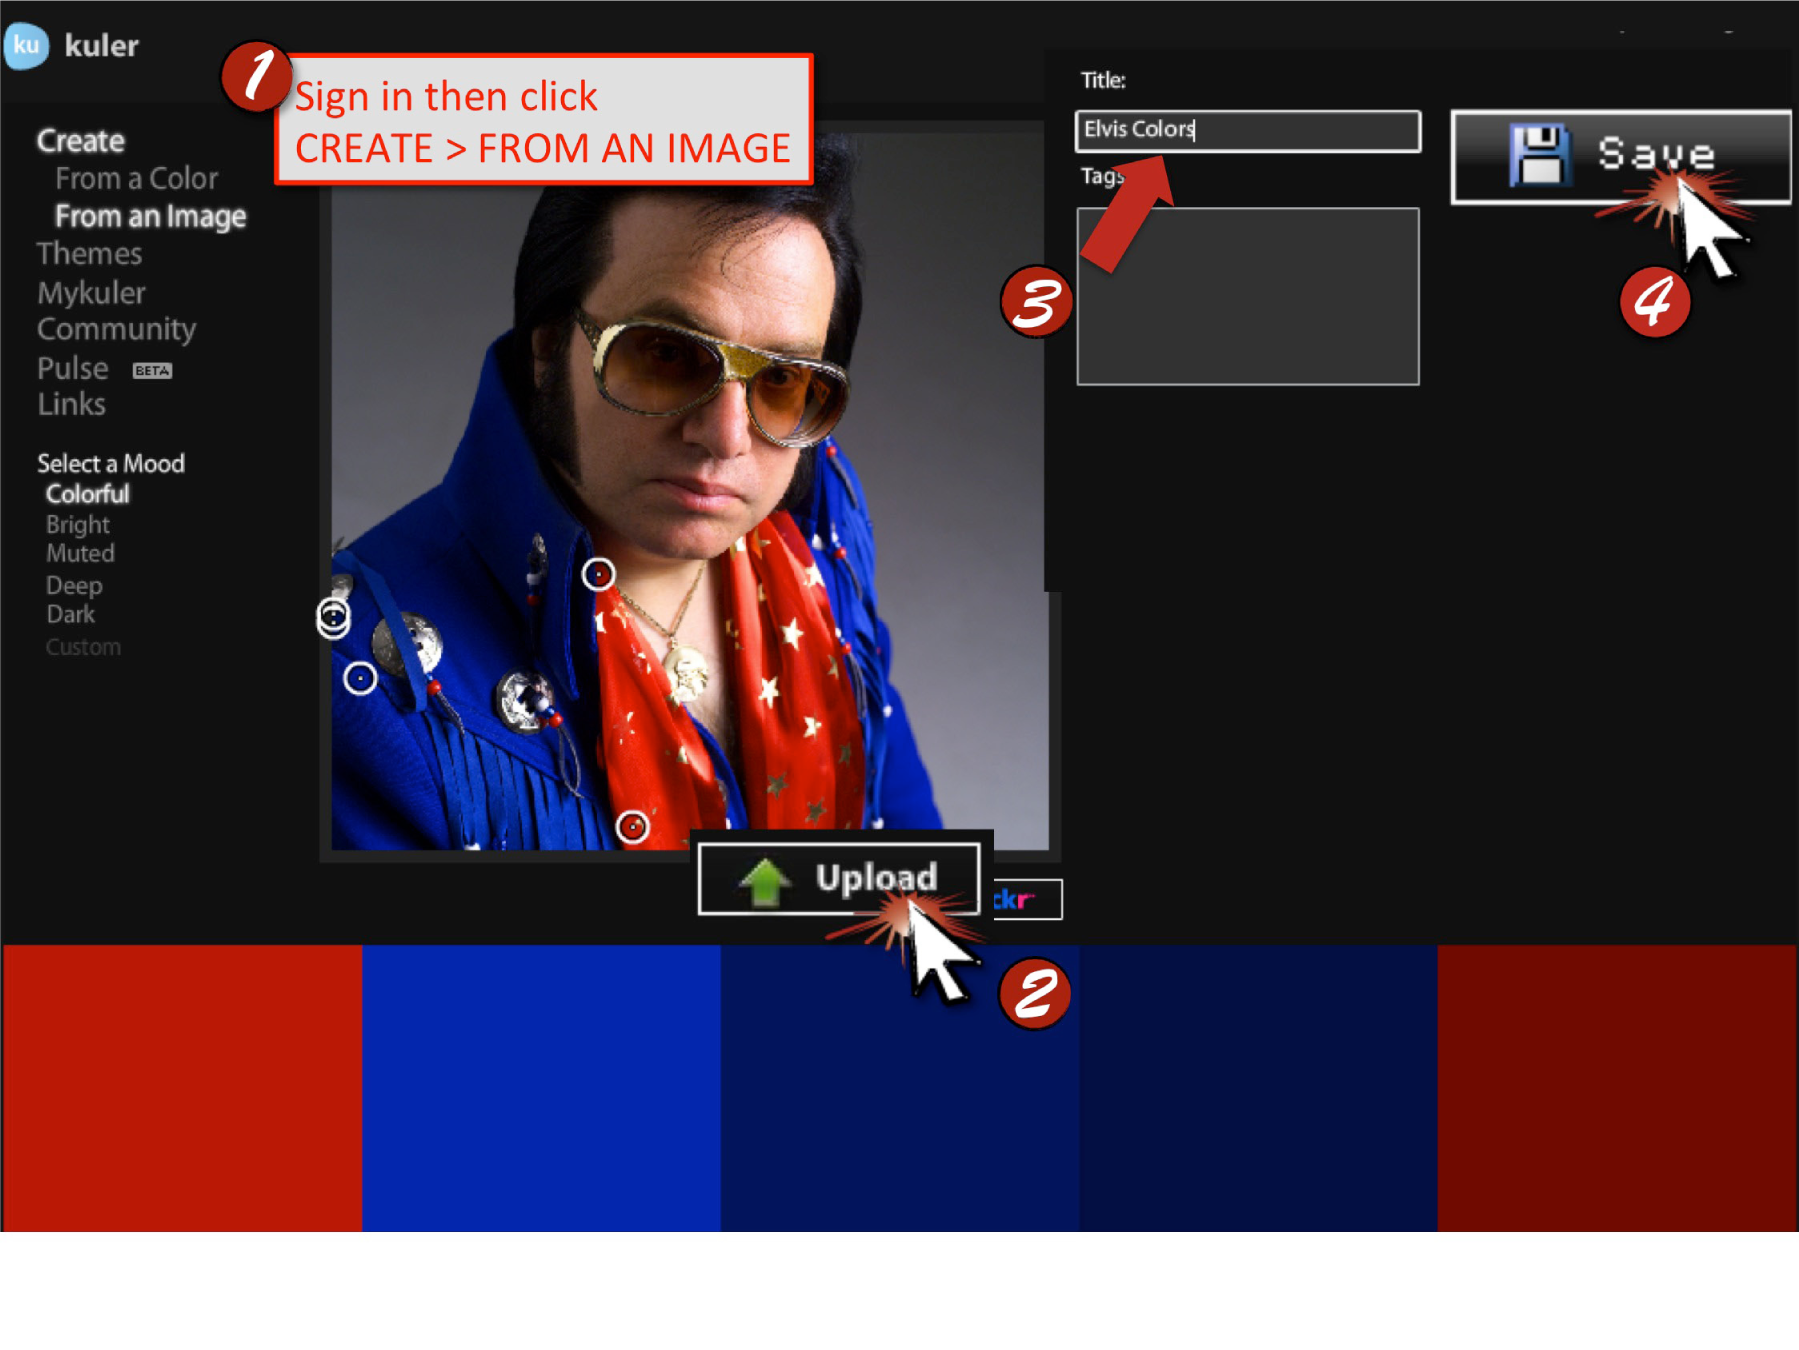 ku kuler
1
Sign in then click
CREATE > FROM AN IMAGE
Create
From a Color
From an Image
Themes
Mykuler
Community
Pulse BETA
Links
Select a Mood
Colorful
Bright
Muted
Deep
Dark
Custom
Title:
Elvis Colors
Tags
3
Save
4
Upload
ckr
2